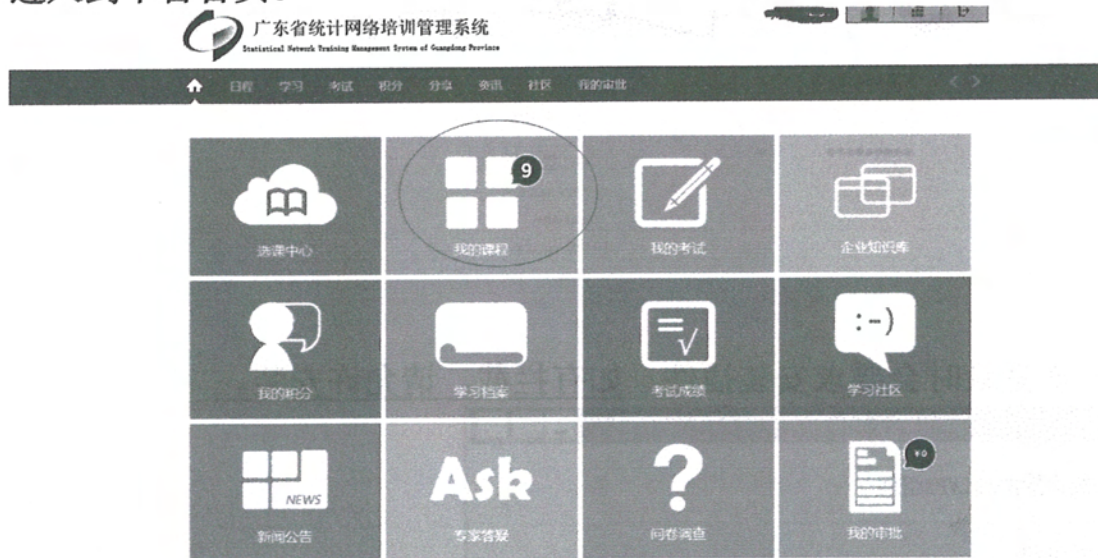 广东省统计网络培训管理系统
Statistical Network Training Management System of Guangdong Province
日程 学习 考试 积分 分享 资讯 社区 我的审批
9
选课中心 我的课程 我的考试 企业知识库
:-)
我的积分 学习档案 考试成绩 学习社区
NEWS Ask ? ¥0
新闻公告 专家答疑 问卷调查 我的审批